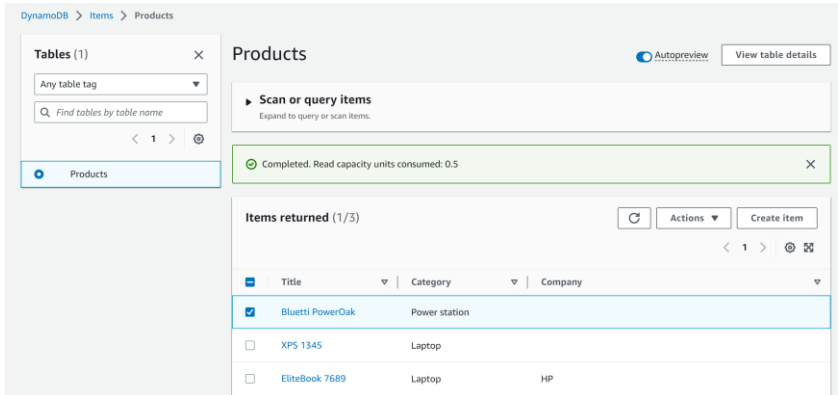 DynamoDB > Items > Products
Tables (1)
Any table tag
Find tables by table name
1
Products
Products
Autopreview
View table details
Scan or query items
Expand to query or scan items.
Completed. Read capacity units consumed: 0.5
Items returned (1/3)
Actions
Create item
1
Title Category Company
Bluetti PowerOak Power station
XPS 1345 Laptop
EliteBook 7689 Laptop HP